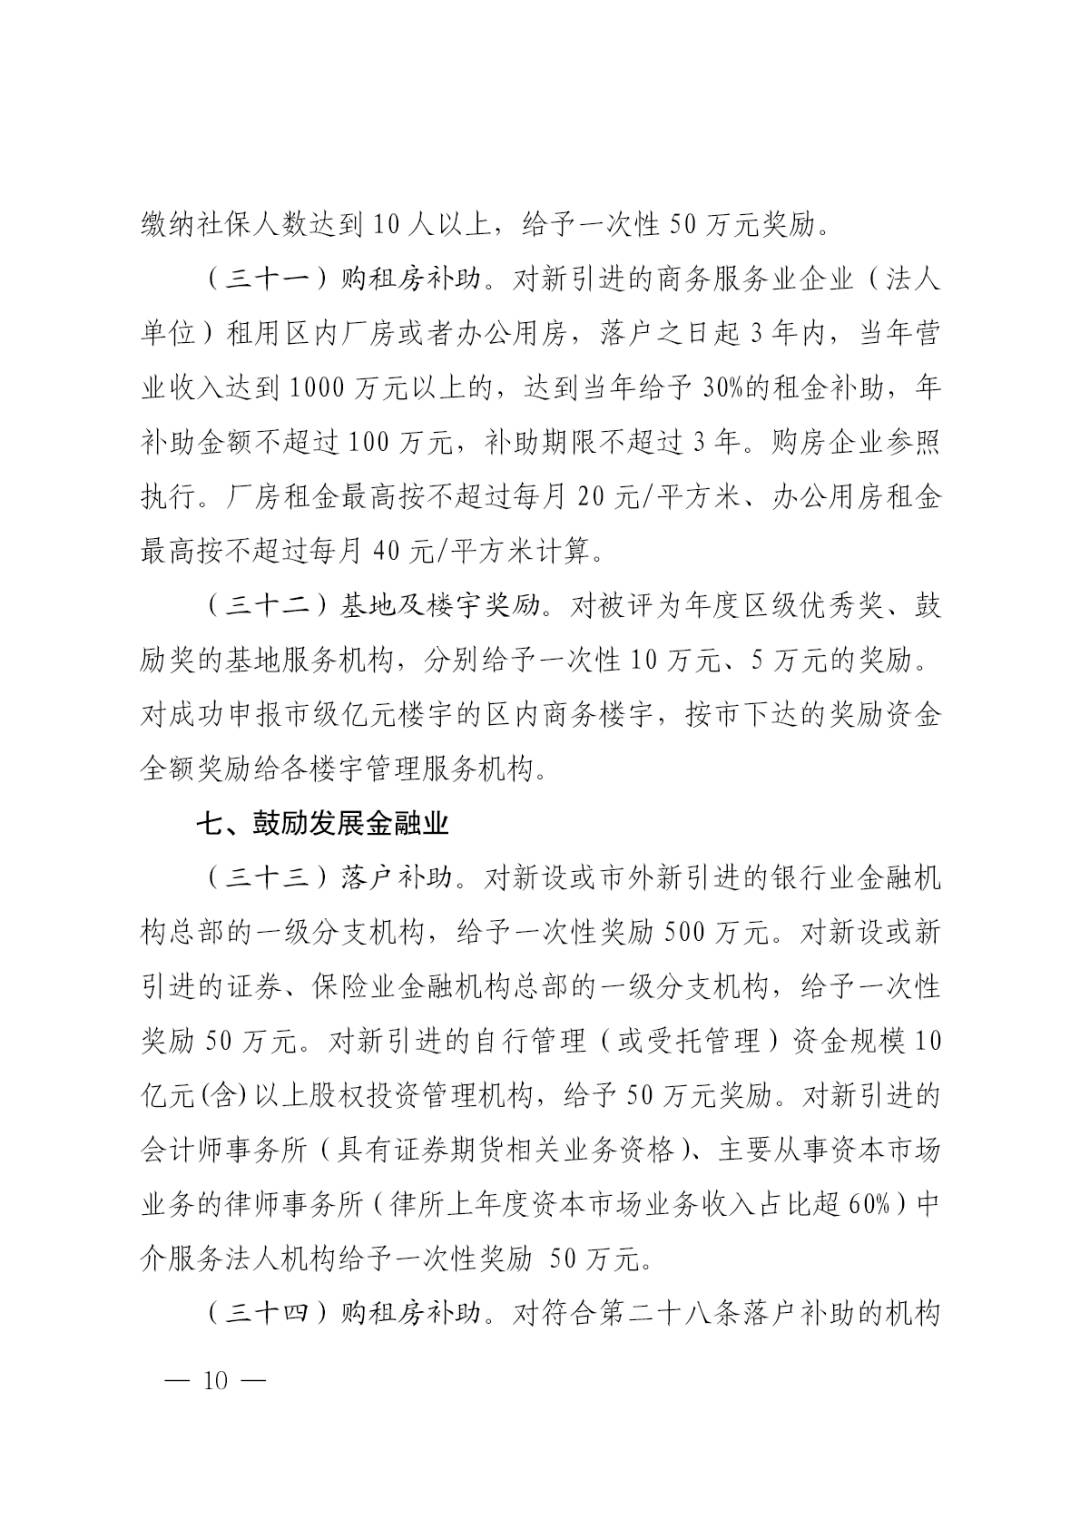 缴纳社保人数达到 10 人以上，给予一次性 50 万元奖励。
（三十一）购租房补助。对新引进的商务服务业企业（法人
单位）租用区内厂房或者办公用房，落户之日起 3 年内，当年营
业收入达到 1000 万元以上的，达到当年给予 30%的租金补助，年
补助金额不超过 100 万元，补助期限不超过 3 年。购房企业参照
执行。厂房租金最高按不超过每月 20 元/平方米、办公用房租金
最高按不超过每月 40 元/平方米计算。
（三十二）基地及楼宇奖励。对被评为年度区级优秀奖、鼓
励奖的基地服务机构，分别给予一次性 10 万元、5 万元的奖励。
对成功申报市级亿元楼宇的区内商务楼宇，按市下达的奖励资金
全额奖励给各楼宇管理服务机构。
七、鼓励发展金融业
（三十三）落户补助。对新设或市外新引进的银行业金融机
构总部的一级分支机构，给予一次性奖励 500 万元。对新设或新
引进的证券、保险业金融机构总部的一级分支机构，给予一次性
奖励 50 万元。对新引进的自行管理（或受托管理）资金规模 10
亿元(含)以上股权投资管理机构，给予 50 万元奖励。对新引进的
会计师事务所（具有证券期货相关业务资格）、主要从事资本市场
业务的律师事务所（律所上年度资本市场业务收入占比超 60%）中
介服务法人机构给予一次性奖励 50 万元。
（三十四）购租房补助。对符合第二十八条落户补助的机构
— 10 —